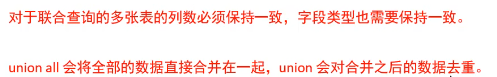 对于联合查询的多张表的列数必须保持一致，字段类型也需要保持一致。
union all 会将全部的数据直接合并在一起，union 会对合并之后的数据去重。